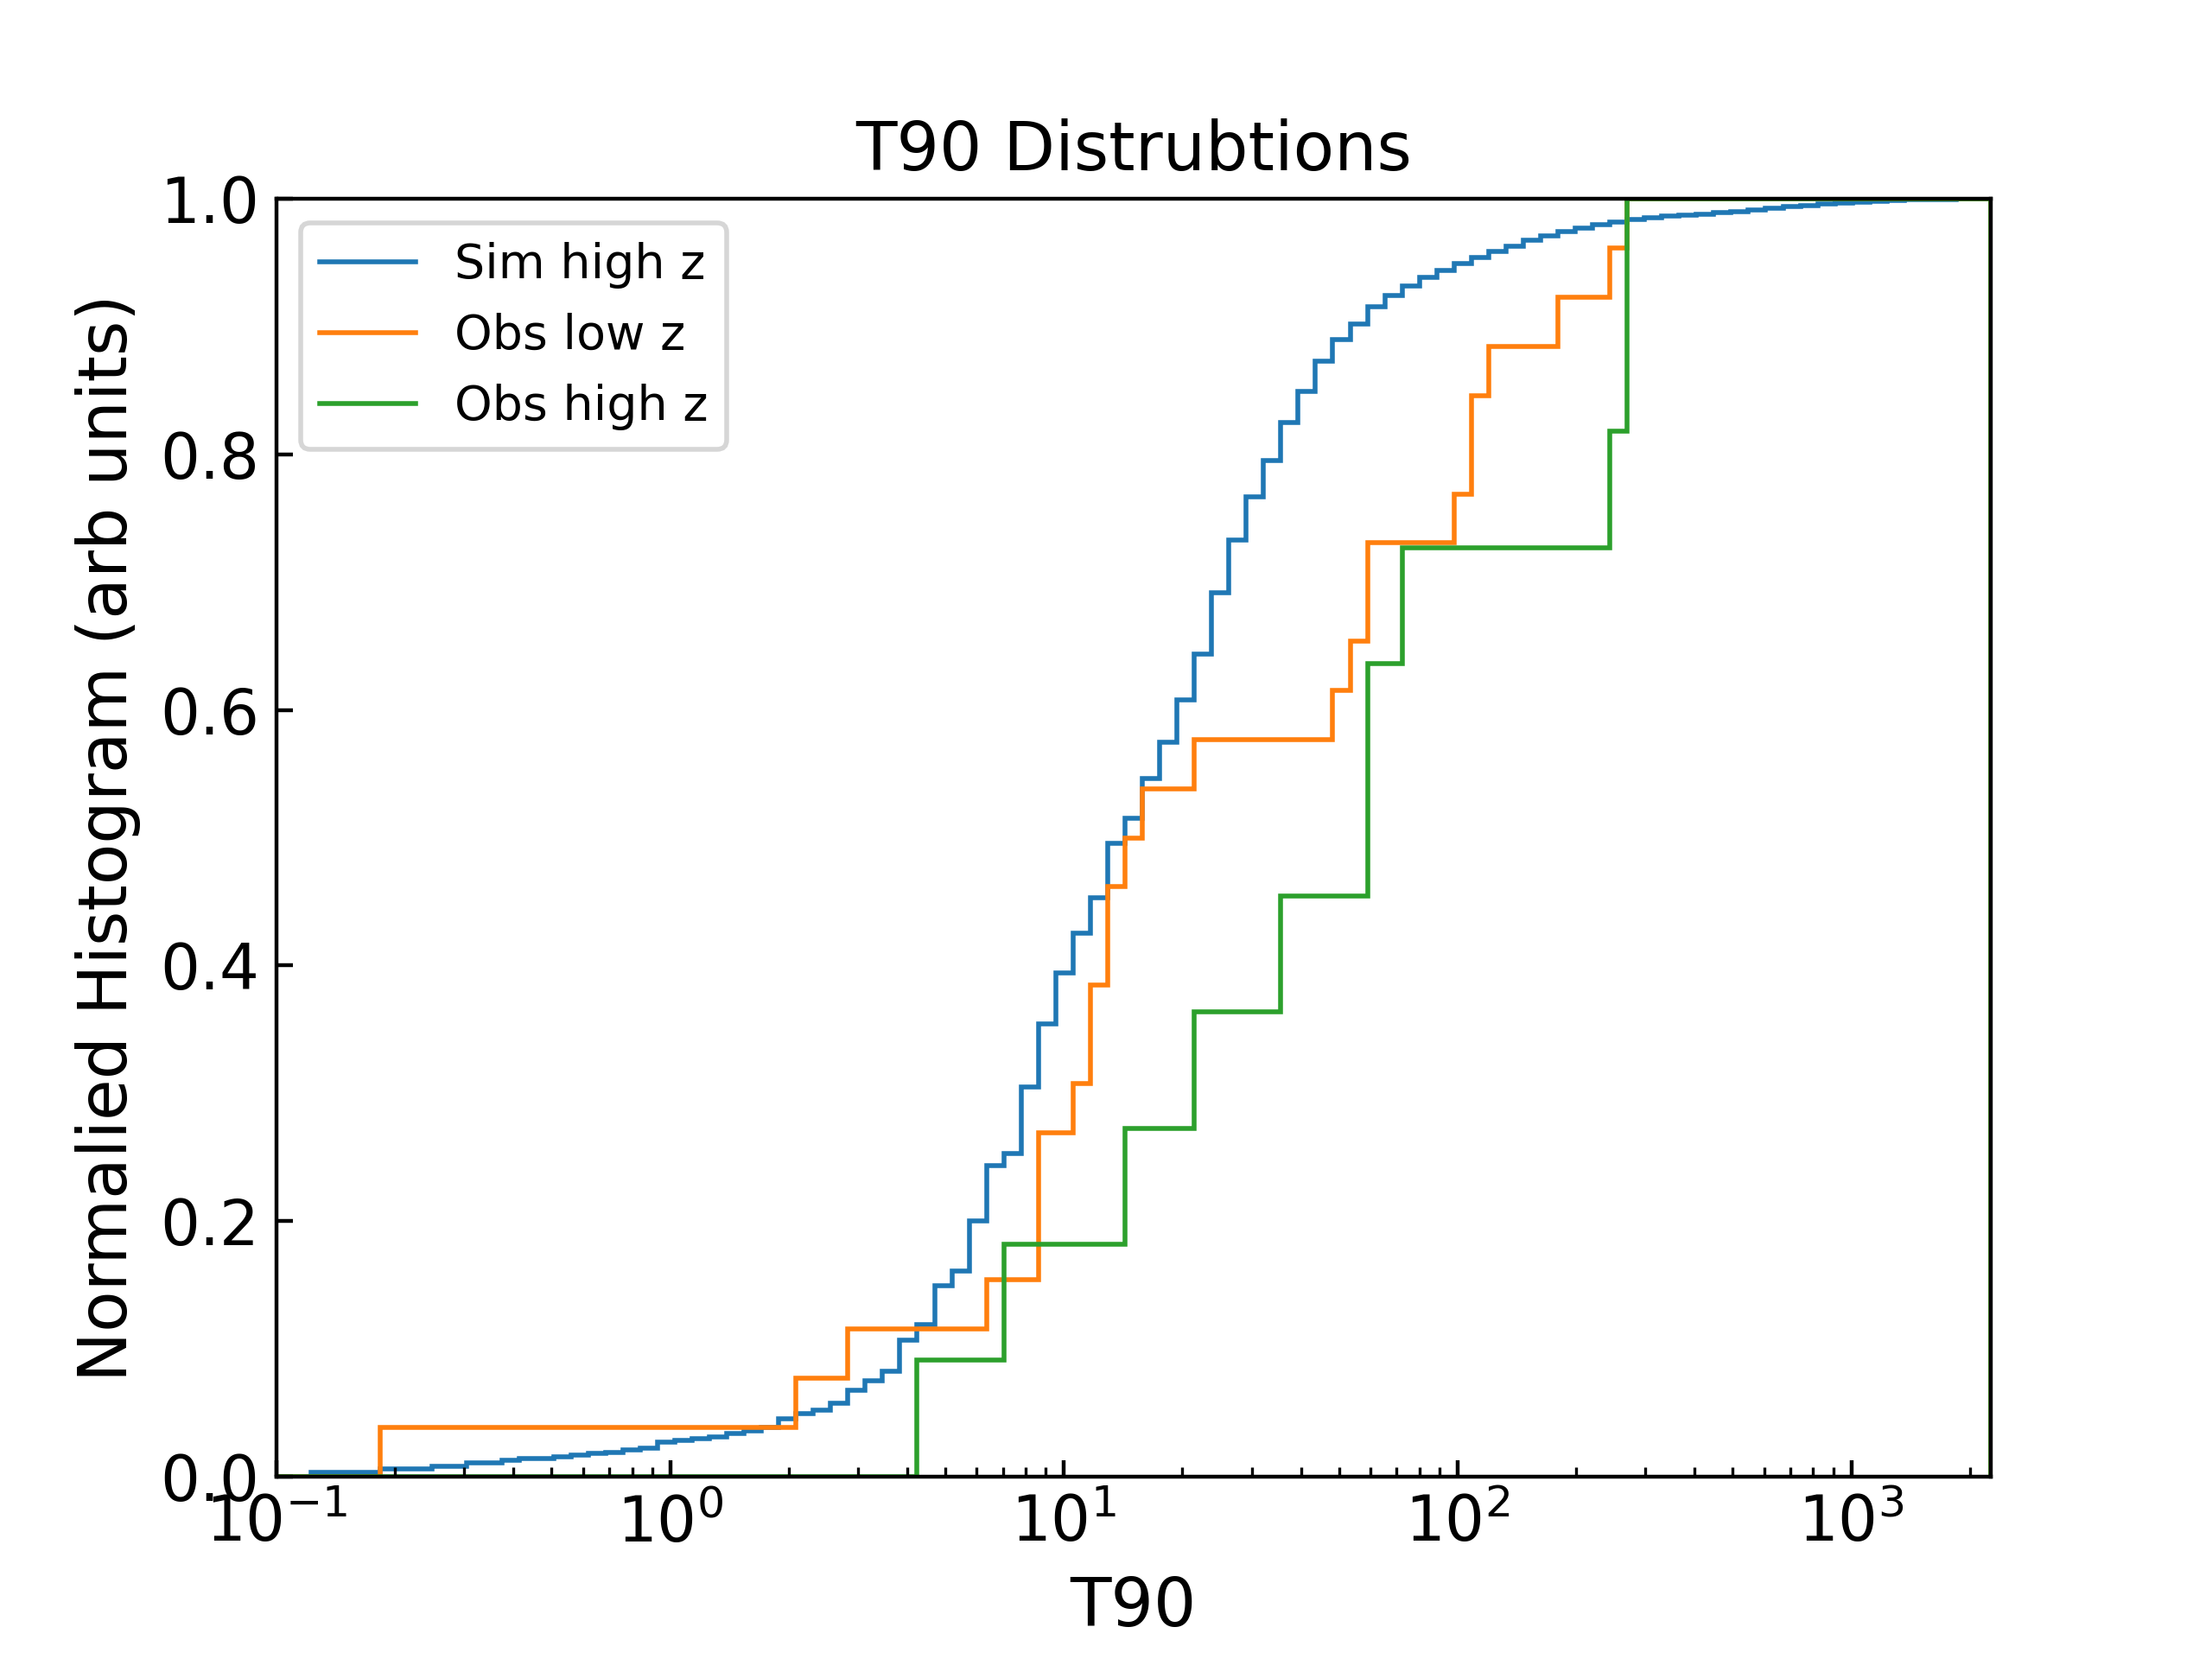 T90 Distrubtions
Normalied Histogram (arb units)
1.0
0.8
0.6
0.4
0.2
0.0
Sim high z
Obs low z
Obs high z
10⁻¹ 10⁰ 10¹ 10² 10³
T90